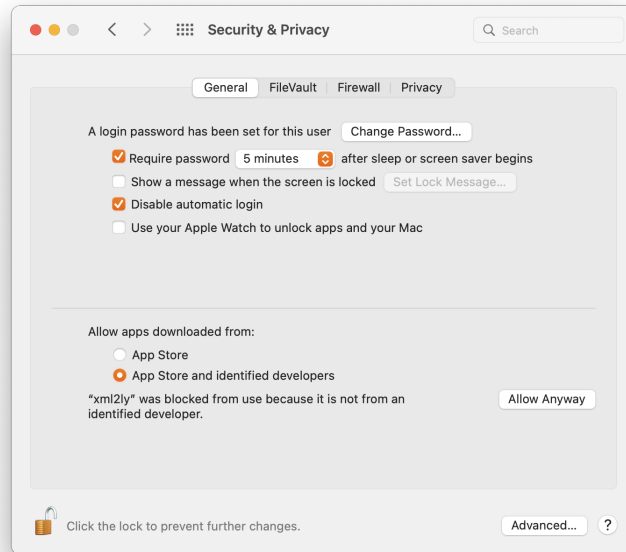 Security & Privacy
Search
General FileVault Firewall Privacy
A login password has been set for this user Change Password...
Require password 5 minutes after sleep or screen saver begins
Show a message when the screen is locked Set Lock Message...
Disable automatic login
Use your Apple Watch to unlock apps and your Mac
Allow apps downloaded from:
App Store
App Store and identified developers
“xml2ly” was blocked from use because it is not from an Allow Anyway
identified developer.
Click the lock to prevent further changes. Advanced... ?